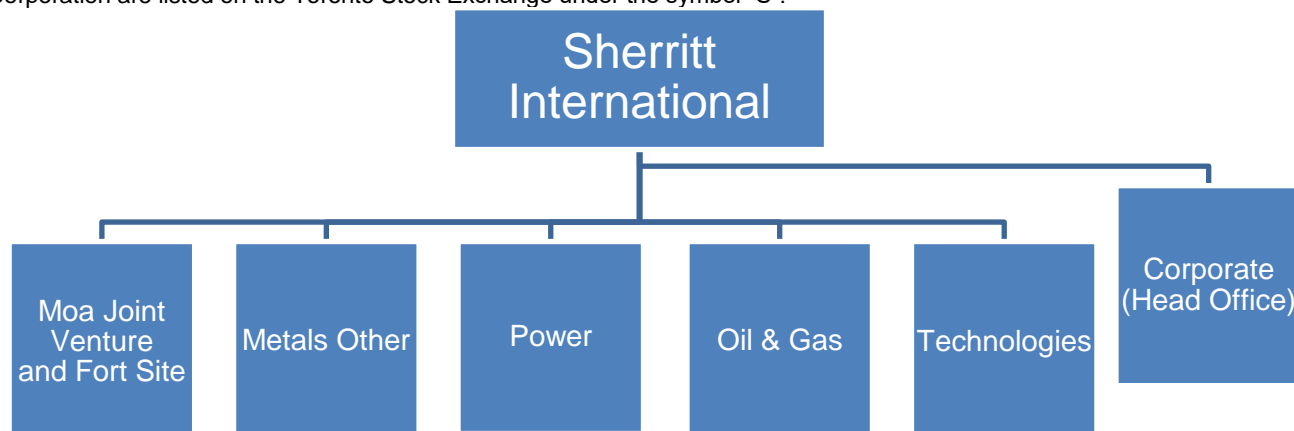 orporation are listed on the Toronto Stock Exchange under the symbol "S".
Sherritt
International
Moa Joint
Venture
and Fort Site
Metals Other
Power
Oil & Gas
Technologies
Corporate
(Head Office)